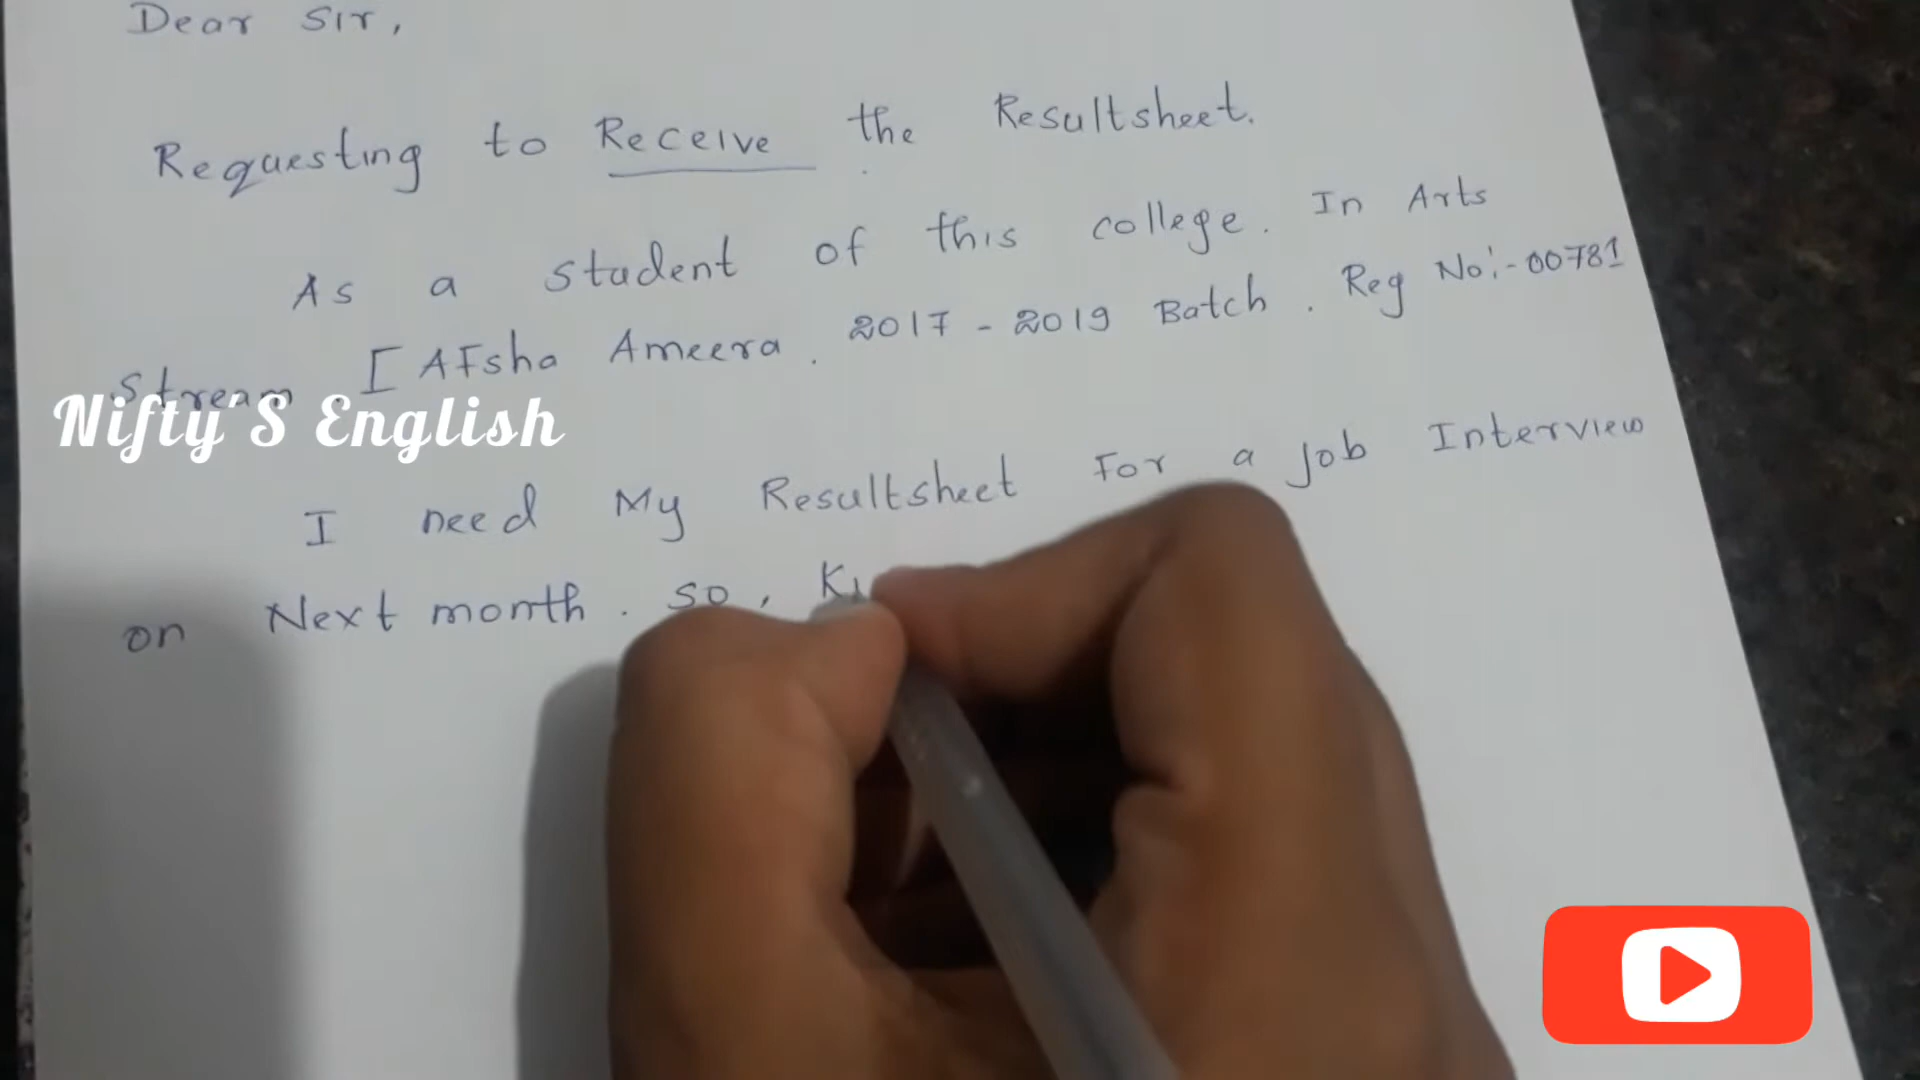 Dear Sir,
Requesting to Receive the Resultsheet.
As a student of this college. In Arts
Stream. [Afsha Ameera. 2017-2019 Batch. Reg No:-00781
Nifty'S English
I need My Resultsheet For a job Interview
on Next month. So, Ki